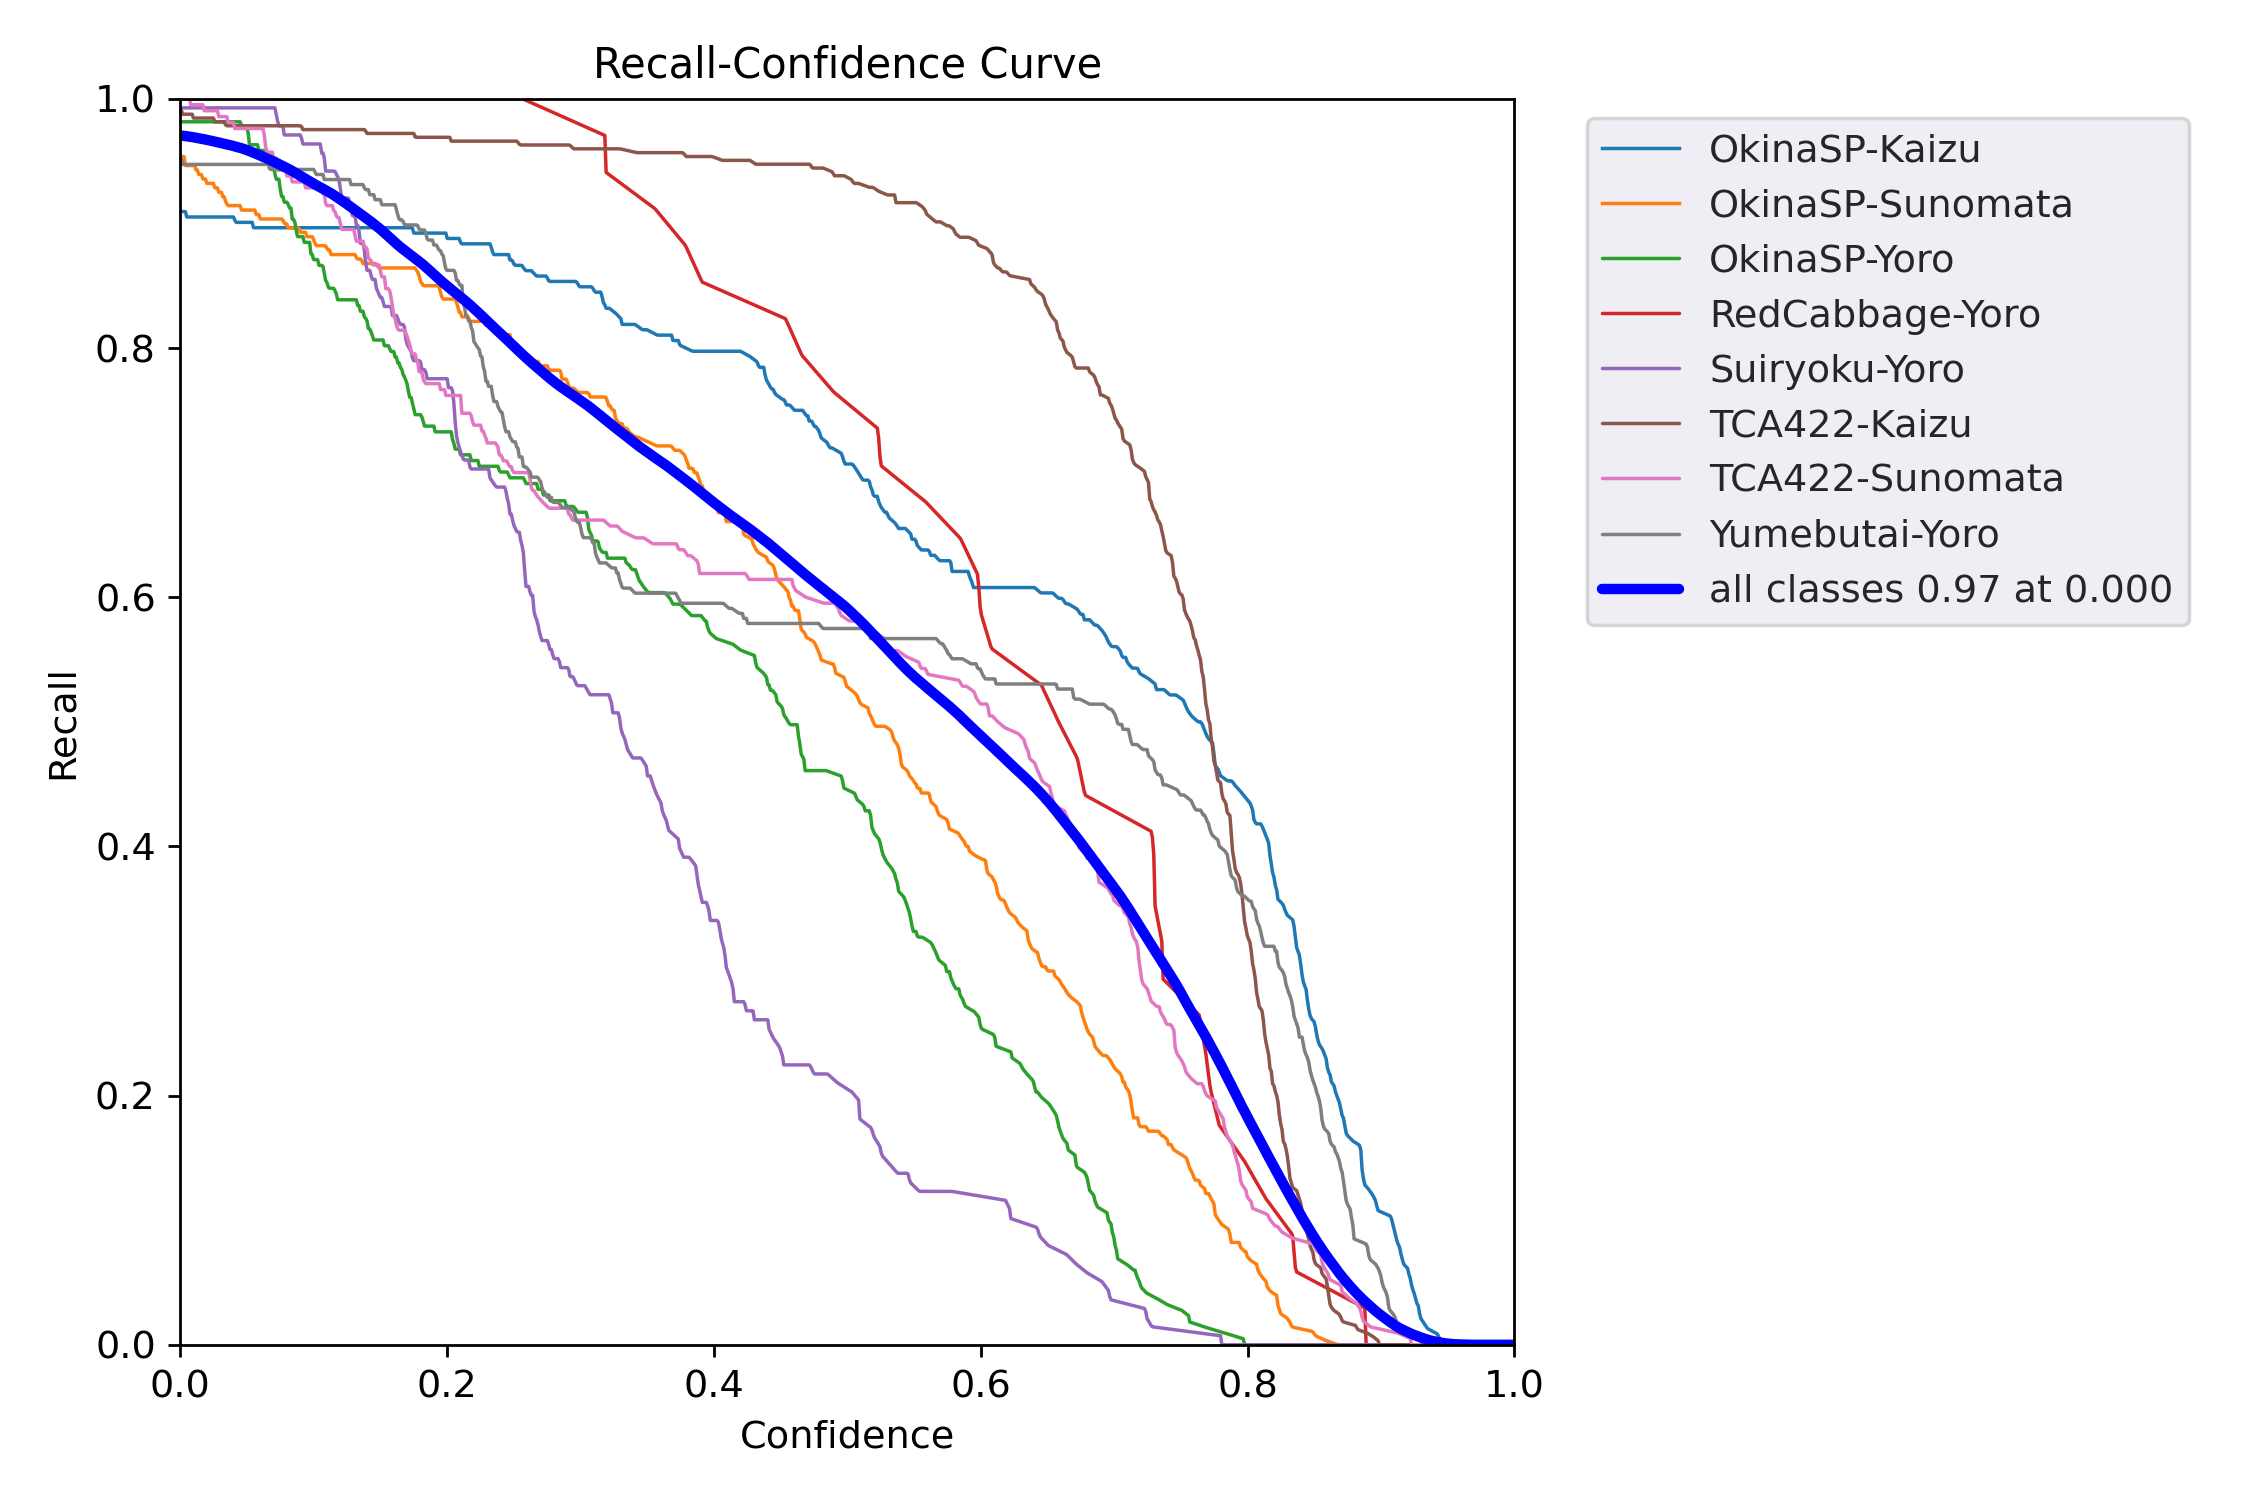 Recall-Confidence Curve
1.0
0.8
0.6
0.4
0.2
0.0
Recall
0.0 0.2 0.4 0.6 0.8 1.0
Confidence
OkinaSP-Kaizu
OkinaSP-Sunomata
OkinaSP-Yoro
RedCabbage-Yoro
Suiryoku-Yoro
TCA422-Kaizu
TCA422-Sunomata
Yumebutai-Yoro
all classes 0.97 at 0.000